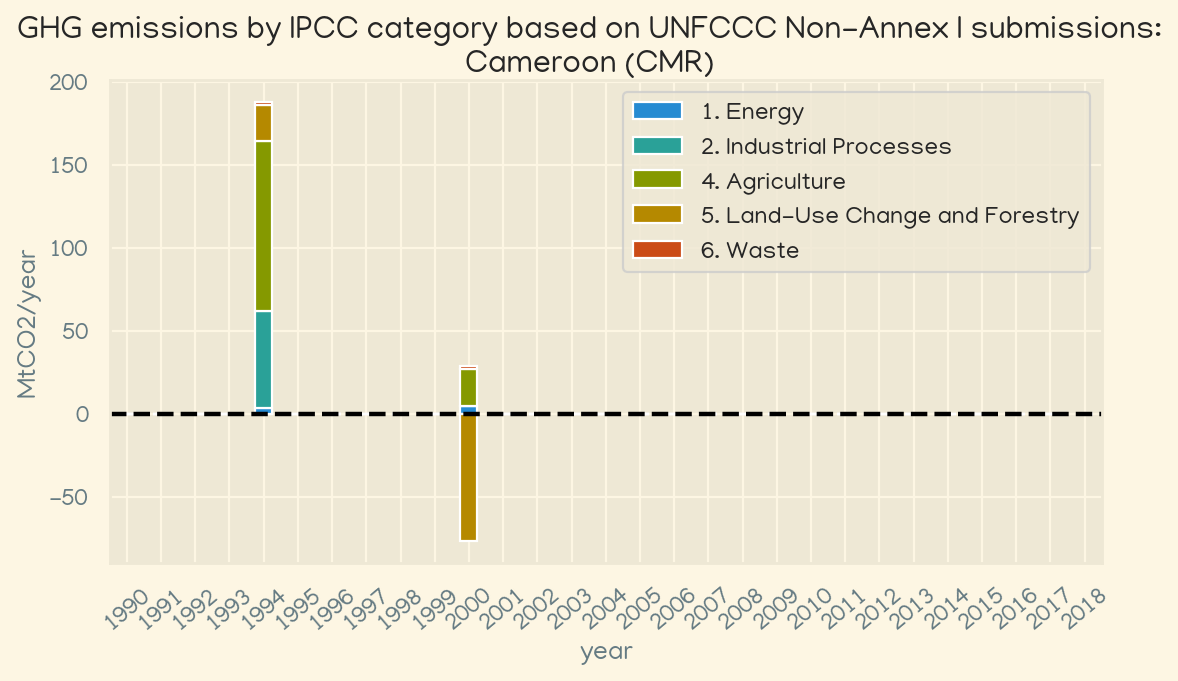 GHG emissions by IPCC category based on UNFCCC Non-Annex I submissions:
Cameroon (CMR)
200
150
100
50
0
-50
MtCO2/year
1. Energy
2. Industrial Processes
4. Agriculture
5. Land-Use Change and Forestry
6. Waste
1990 1991 1992 1993 1994 1995 1996 1997 1998 1999 2000 2001 2002 2003 2004 2005 2006 2007 2008 2009 2010 2011 2012 2013 2014 2015 2016 2017 2018
year